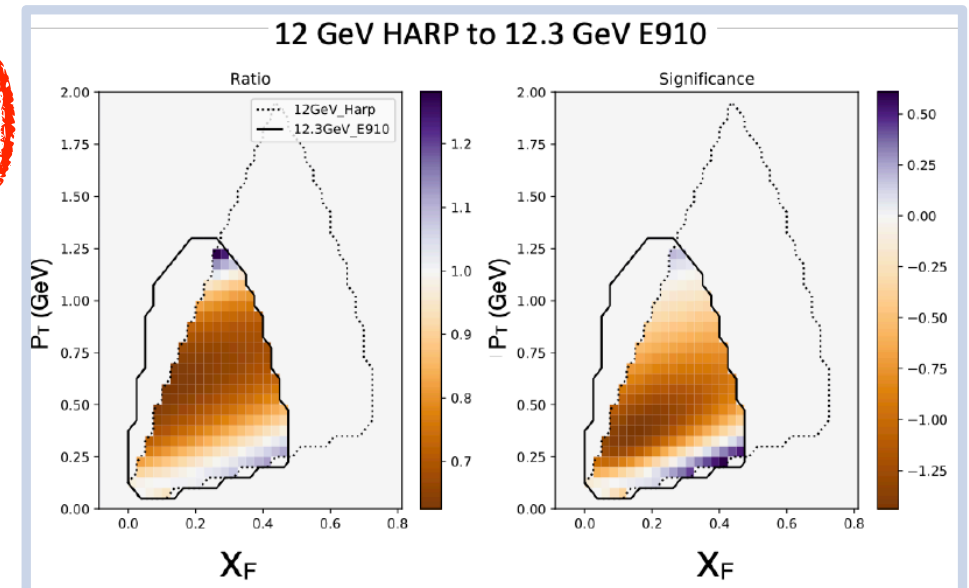 12 GeV HARP to 12.3 GeV E910
Ratio
2.00
1.75
1.50
1.25
1.00
0.75
0.50
0.25
0.00
0.0 0.2 0.4 0.6 0.8
PT (GeV)
XF
12GeV_Harp
12.3GeV_E910
1.2
1.1
1.0
0.9
0.8
0.7
Significance
2.00
1.75
1.50
1.25
1.00
0.75
0.50
0.25
0.00
0.0 0.2 0.4 0.6 0.8
PT (GeV)
XF
0.50
0.25
0.00
−0.25
−0.50
−0.75
−1.00
−1.25